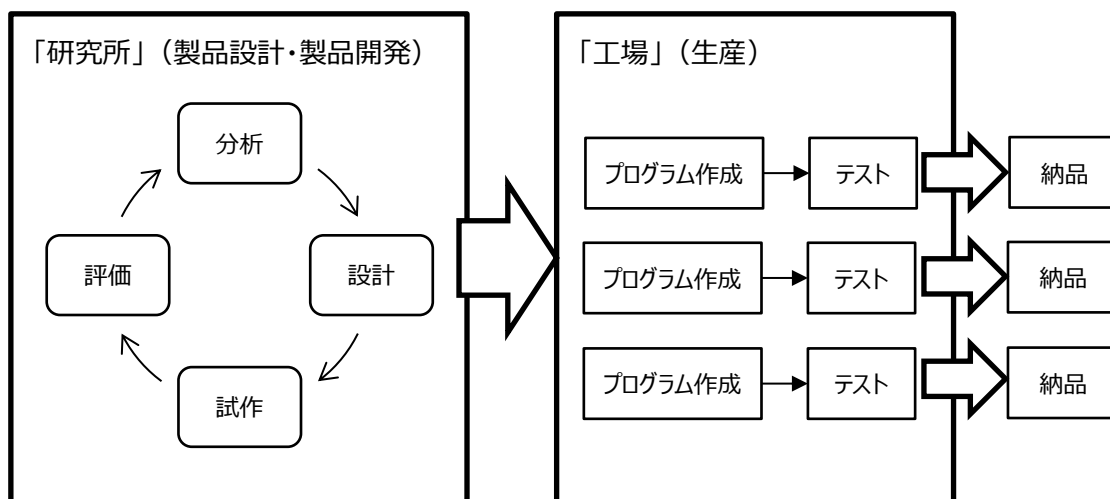 「研究所」（製品設計・製品開発）
分析
設計
試作
評価
「工場」（生産）
プログラム作成
テスト
納品
プログラム作成
テスト
納品
プログラム作成
テスト
納品